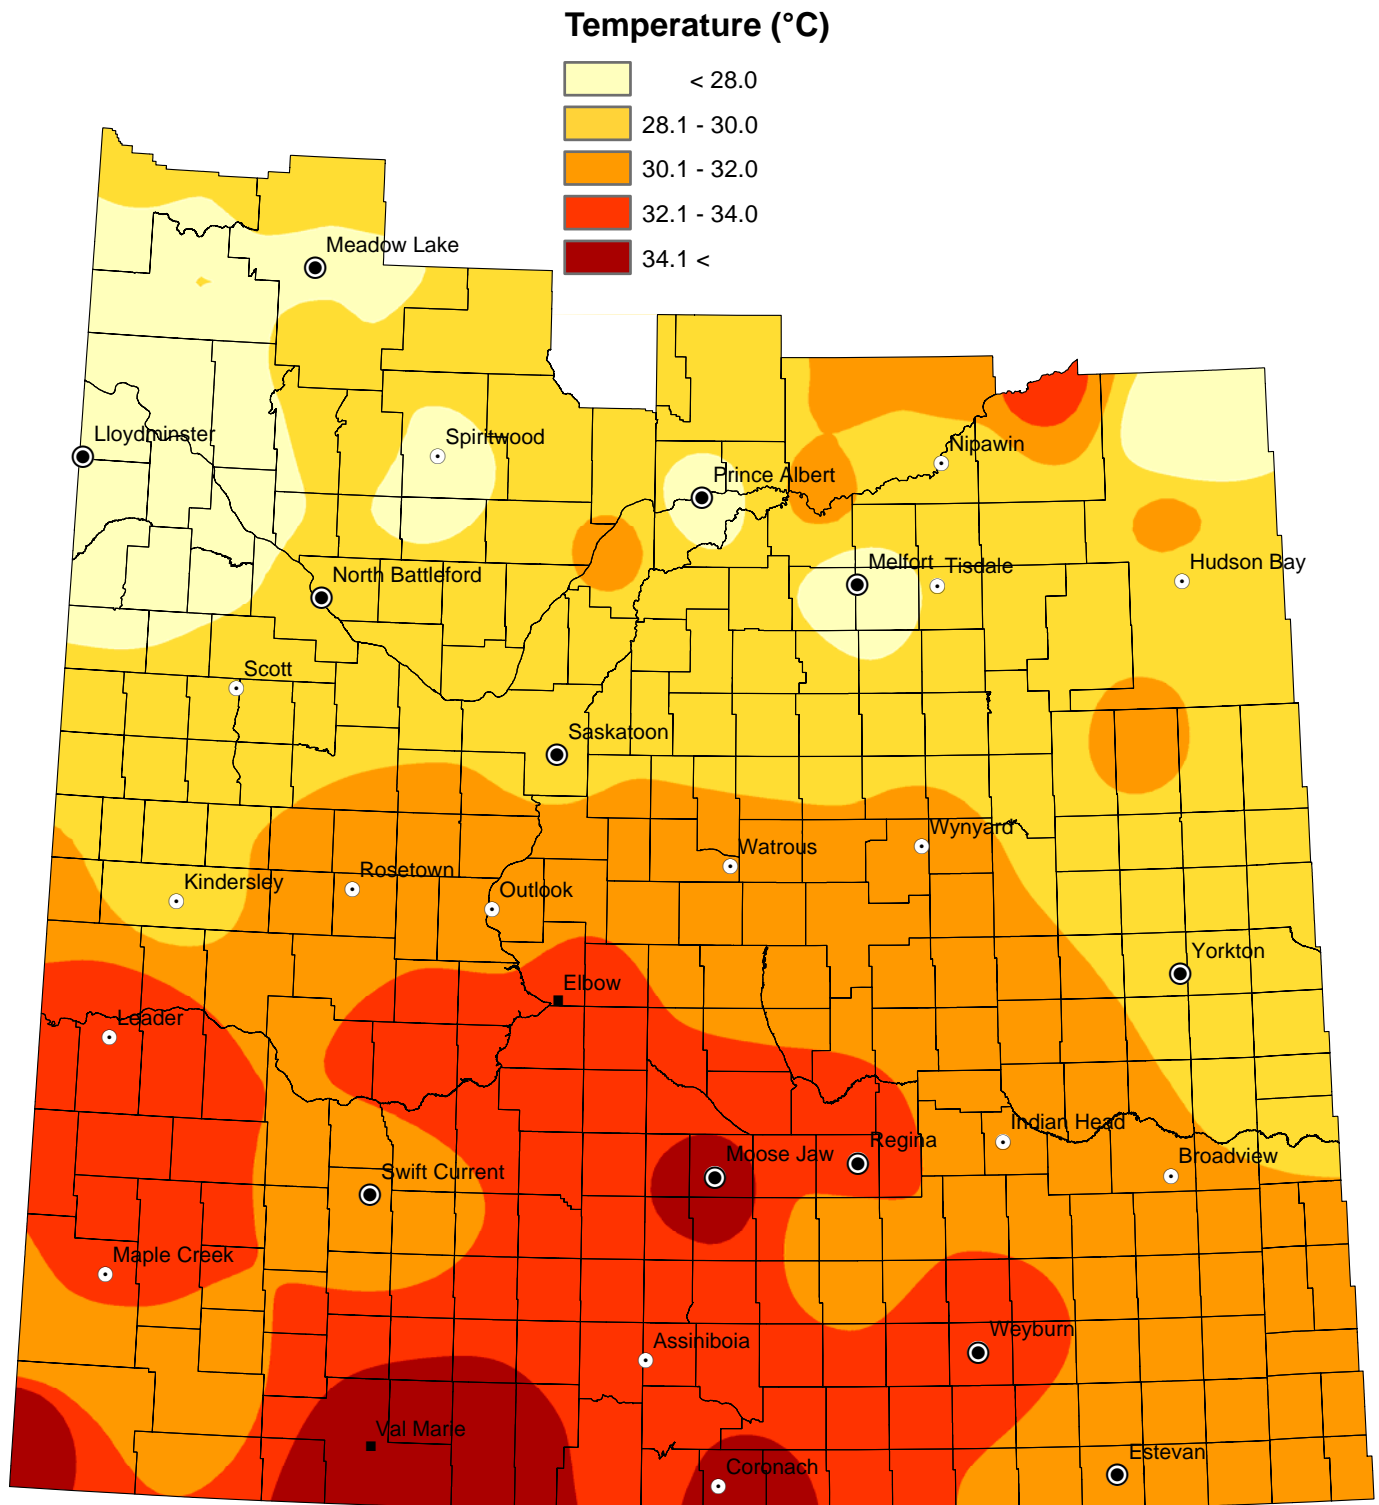 Temperature (°C)
< 28.0
28.1 - 30.0
30.1 - 32.0
32.1 - 34.0
34.1 <
Meadow Lake
Lloydminster
Spiritwood
Nipawin
Prince Albert
Melfort
Tisdale
Hudson Bay
North Battleford
Scott
Saskatoon
Wynyard
Watrous
Rosetown
Kindersley
Outlook
Yorkton
Elbow
Leader
Indian Head
Regina
Moose Jaw
Broadview
Swift Current
Maple Creek
Weyburn
Assiniboia
Val Marie
Estevan
Coronach